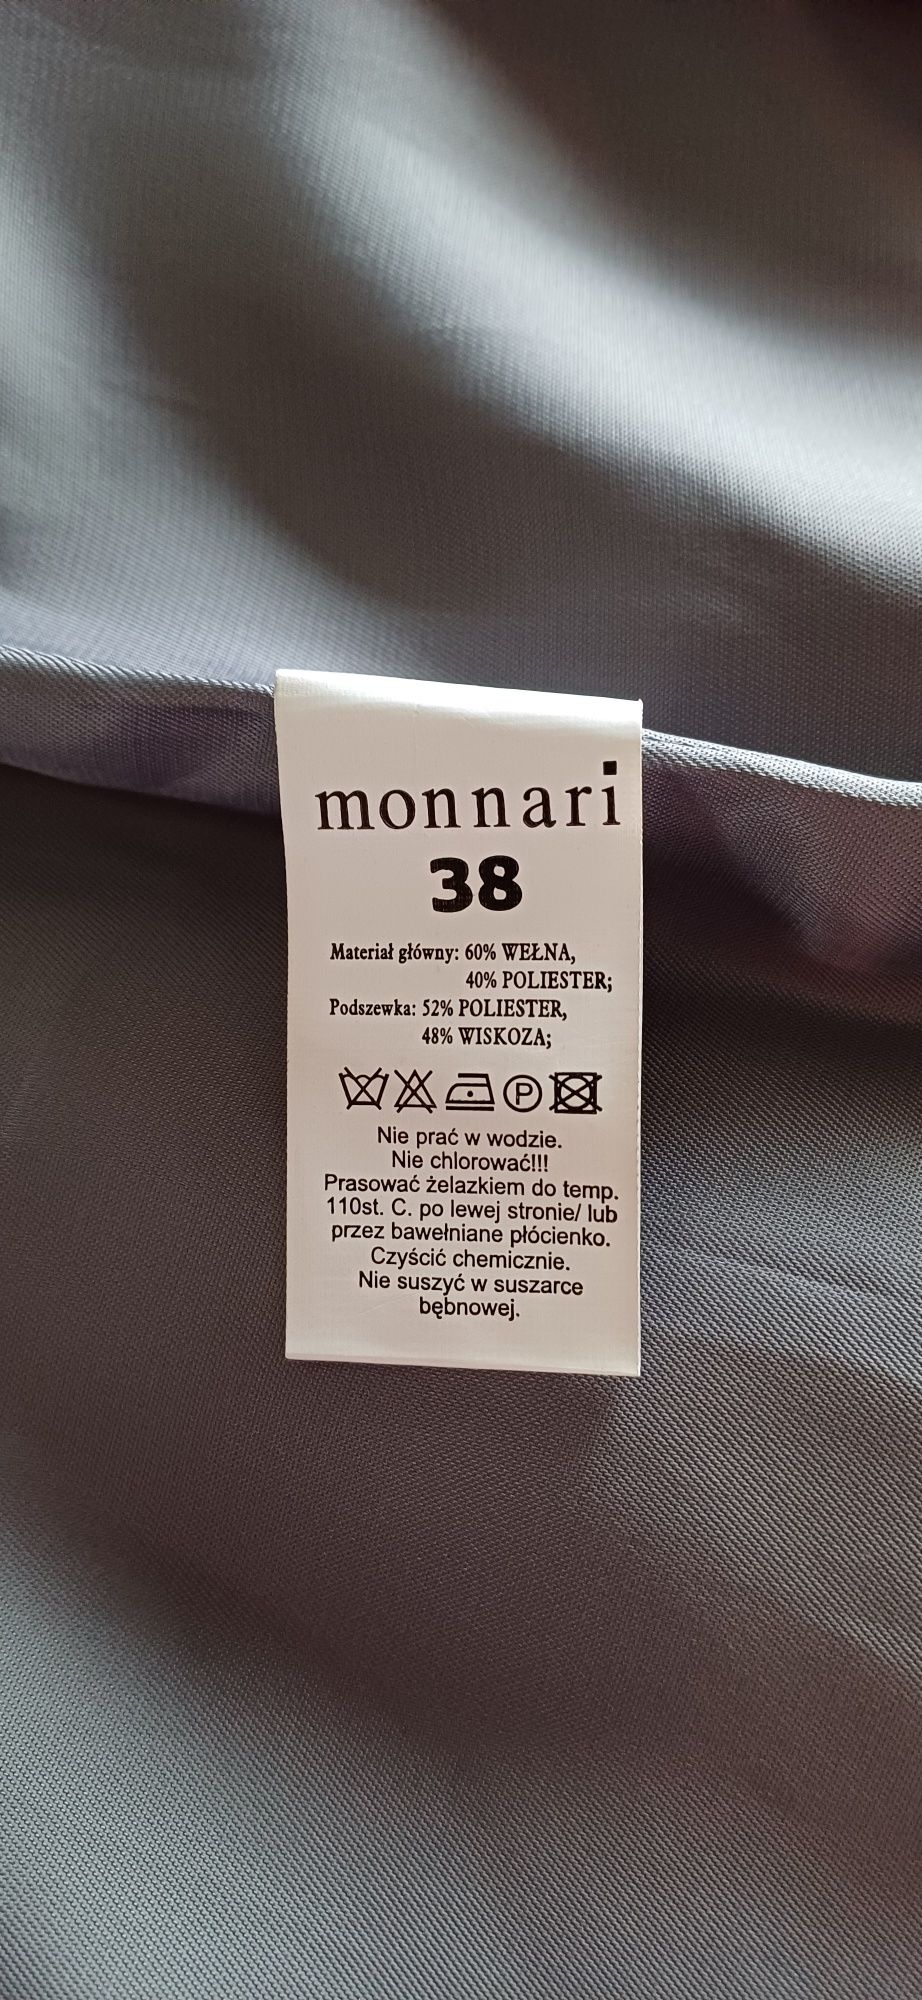 monnari
38
Materiał główny: 60% WEŁNA,
40% POLIESTER;
Podszewka: 52% POLIESTER,
48% WISKOZA;
P
Nie prać w wodzie.
Nie chlorować!!!
Prasować żelazkiem do temp.
110st. C. po lewej stronie/ lub
przez bawełniane płócienko.
Czyścić chemicznie.
Nie suszyć w suszarce
bębnowej.